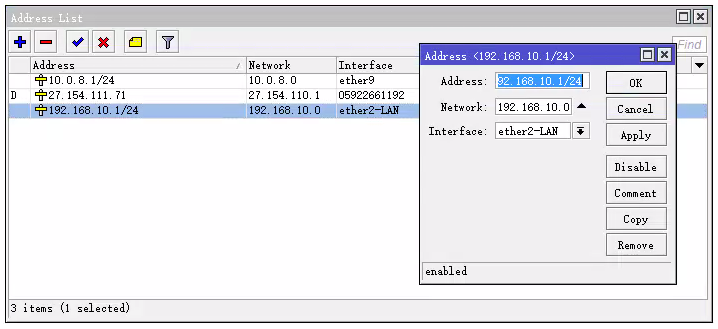 Address List
Find
Address Network Interface
10.0.8.1/24 10.0.8.0 ether9
D 27.154.111.71 27.154.110.1 05922661192
192.168.10.1/24 192.168.10.0 ether2-LAN
3 items (1 selected)
Address <192.168.10.1/24>
Address: 92.168.10.1/24 OK
Network: 192.168.10.0 Cancel
Interface: ether2-LAN Apply
Disable
Comment
Copy
Remove
enabled